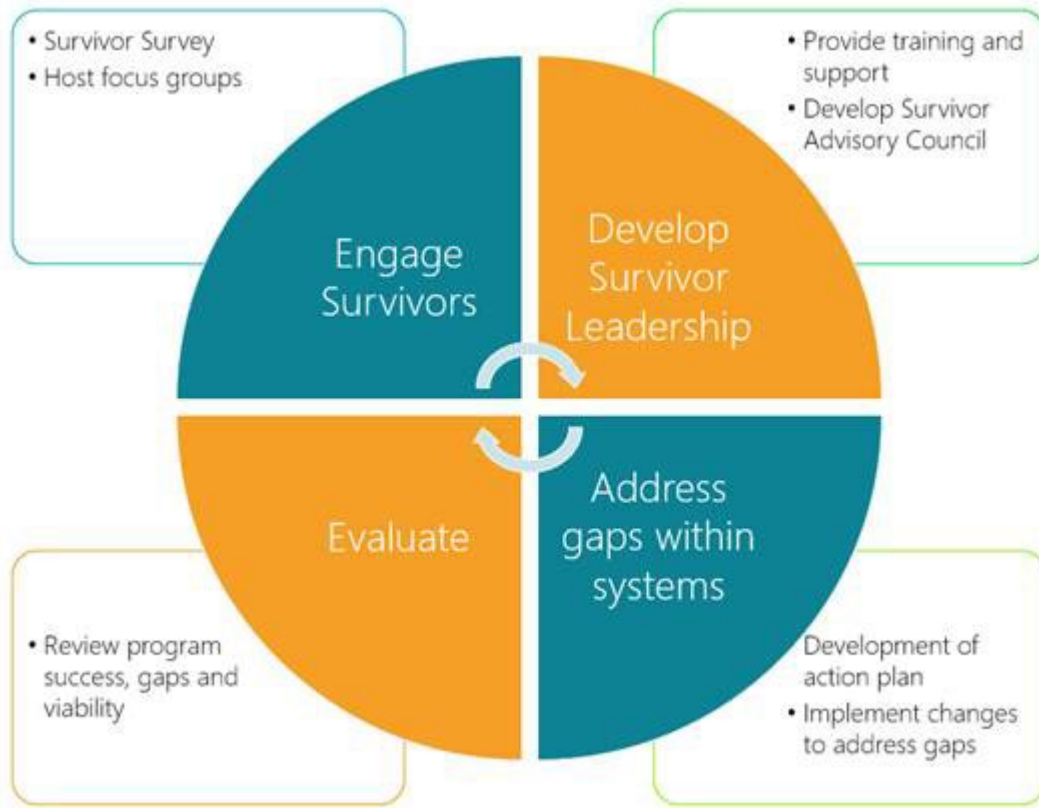 • Survivor Survey
• Host focus groups
• Provide training and
support
• Develop Survivor
Advisory Council
Engage
Survivors
Develop
Survivor
Leadership
Evaluate
Address
gaps within
systems
• Review program
success, gaps and
viability
Development of
action plan
• Implement changes
to address gaps